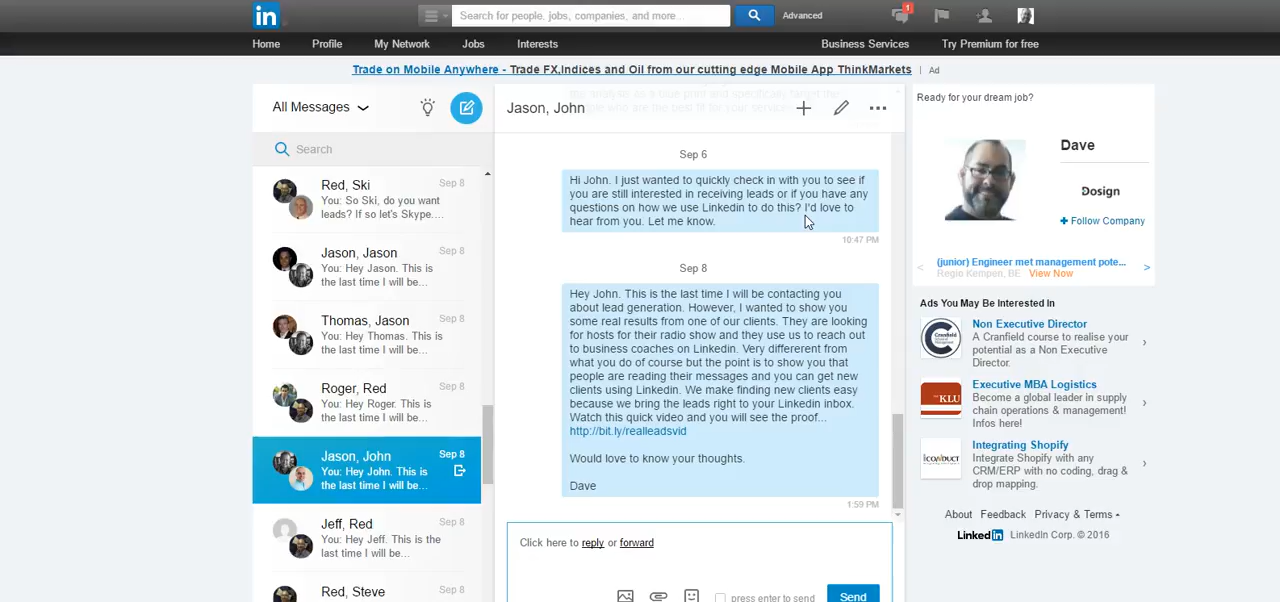 in
Search for people, jobs, companies, and more...
Advanced
1
Home
Profile
My Network
Jobs
Interests
Business Services
Try Premium for free
Trade on Mobile Anywhere - Trade FX,Indices and Oil from our cutting edge Mobile App ThinkMarkets | Ad
All Messages
Search
Red, Ski
Sep 8
You: So Ski, do you want
leads? If so let's Skype....
Jason, Jason
Sep 8
You: Hey Jason. This is
the last time I will be...
Thomas, Jason
Sep 8
You: Hey Thomas. This is
the last time I will be...
Roger, Red
Sep 8
You: Hey Roger. This is
the last time I will be...
Jason, John
Sep 8
You: Hey John. This is
the last time I will be...
Jeff, Red
Sep 8
You: Hey Jeff. This is the
last time I will be...
Red, Steve
Sep 8
Jason, John
Sep 6
Hi John. I just wanted to quickly check in with you to see if
you are still interested in receiving leads or if you have any
questions on how we use Linkedin to do this? I'd love to
hear from you. Let me know.
10:47 PM
Sep 8
Hey John. This is the last time I will be contacting you
about lead generation. However, I wanted to show you
some real results from one of our clients. They are looking
for hosts for their radio show and they use us to reach out
to business coaches on Linkedin. Very differerent from
what you do of course but the point is to show you that
people are reading their messages and you can get new
clients using LinkedIn. We make finding new clients easy
because we bring the leads right to your Linkedin inbox.
Watch this quick video and you will see the proof...
http://bit.ly/realleadsvid
Would love to know your thoughts.
Dave
1:59 PM
Click here to reply or forward
press enter to send
Send
Ready for your dream job?
Dave
Dosign
+ Follow Company
(junior) Engineer met management pote...
Regio Kempen, BE View Now
Ads You May Be Interested In
Cranfield
Non Executive Director
A Cranfield course to realise your
potential as a Non Executive
Director.
KLU
Executive MBA Logistics
Become a global leader in supply
chain operations & management!
Infos here!
Integrating Shopify
Integrate Shopify with any
CRM/ERP with no coding, drag &
drop mapping.
About Feedback Privacy & Terms
Linked in LinkedIn Corp. © 2016